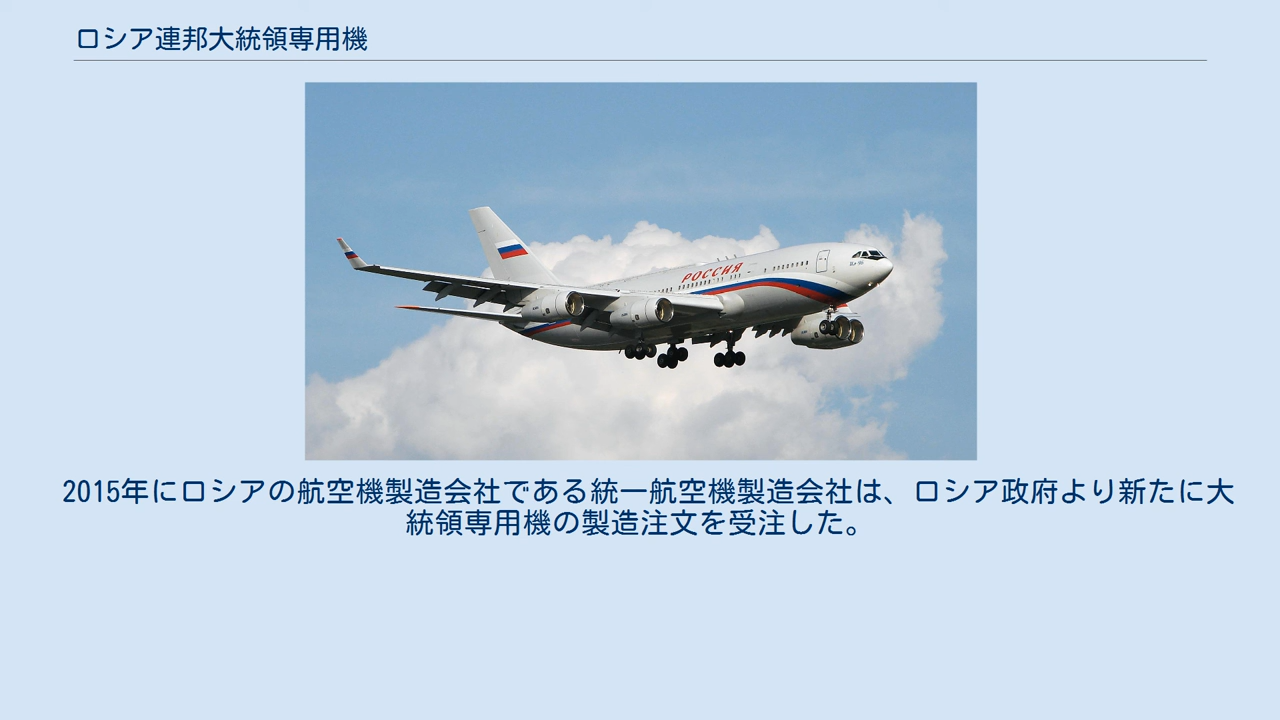 ロシア連邦大統領専用機
РОССИЯ
2015年にロシアの航空機製造会社である統一航空機製造会社は、ロシア政府より新たに大
統領専用機の製造注文を受注した。